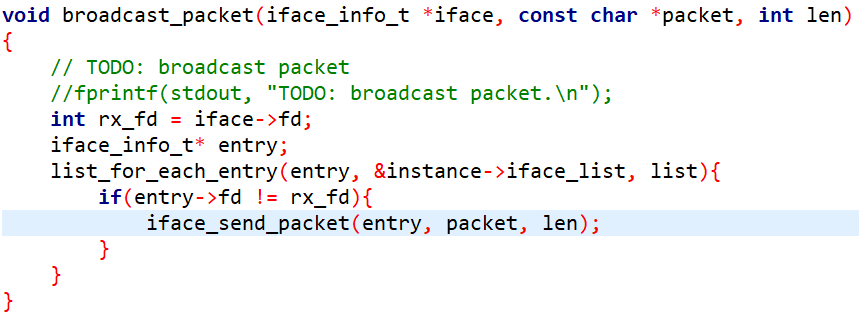 void broadcast_packet(iface_info_t *iface, const char *packet, int len)
{
    // TODO: broadcast packet
    //fprintf(stdout, "TODO: broadcast packet.\n");
    int rx_fd = iface->fd;
    iface_info_t* entry;
    list_for_each_entry(entry, &instance->iface_list, list){
        if(entry->fd != rx_fd){
            iface_send_packet(entry, packet, len);
        }
    }
}